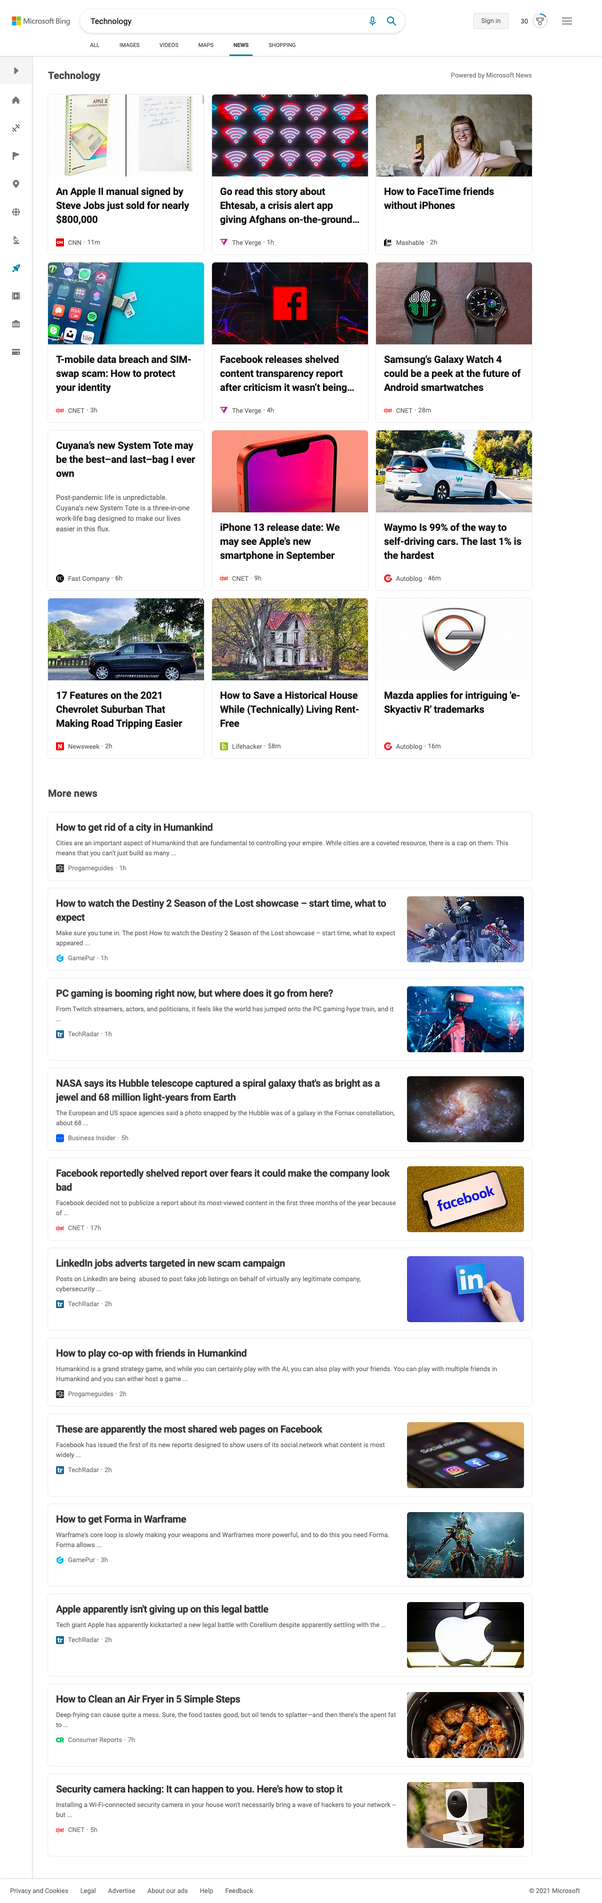 Microsoft Bing
Technology
Sign in
30
ALL
IMAGES
VIDEOS
MAPS
NEWS
SHOPPING
Technology
Powered by Microsoft News
An Apple II manual signed by
Steve Jobs just sold for nearly
$800,000
CNN · 11m
Go read this story about
Ehtesab, a crisis alert app
giving Afghans on-the-ground...
The Verge · 1h
How to FaceTime friends
without iPhones
Mashable · 2h
T-mobile data breach and SIM-
swap scam: How to protect
your identity
CNET · 3h
Facebook releases shelved
content transparency report
after criticism it wasn't being...
The Verge · 4h
Samsung's Galaxy Watch 4
could be a peek at the future of
Android smartwatches
CNET · 28m
Cuyana's new System Tote may
be the best–and last–bag I ever
own
Post-pandemic life is unpredictable.
Cuyana's new System Tote is a three-in-one
work-life bag designed to make our lives
easier in this flux.
Fast Company · 6h
iPhone 13 release date: We
may see Apple's new
smartphone in September
CNET · 9h
Waymo Is 99% of the way to
self-driving cars. The last 1% is
the hardest
Autoblog · 46m
17 Features on the 2021
Chevrolet Suburban That
Making Road Tripping Easier
Newsweek · 2h
How to Save a Historical House
While (Technically) Living Rent-
Free
Lifehacker · 58m
Mazda applies for intriguing 'e-
Skyactiv R' trademarks
Autoblog · 16m
More news
How to get rid of a city in Humankind
Cities are an important aspect of Humankind that are fundamental to controlling your empire. While cities are a coveted resource, there is a cap on them. This
means that you can't just build as many ...
Progameguides · 1h
How to watch the Destiny 2 Season of the Lost showcase – start time, what to
expect
Make sure you tune in. The post How to watch the Destiny 2 Season of the Lost showcase – start time, what to expect
appeared ...
GamePur · 1h
PC gaming is booming right now, but where does it go from here?
From Twitch streamers, actors, and politicians, it feels like the world has jumped onto the PC gaming hype train, and it
...
TechRadar · 1h
NASA says its Hubble telescope captured a spiral galaxy that's as bright as a
jewel and 68 million light-years from Earth
The European and US space agencies said a photo snapped by the Hubble was of a galaxy in the Fornax constellation,
about 68 ...
Business Insider · 5h
Facebook reportedly shelved report over fears it could make the company look
bad
Facebook decided not to publicize a report about its most-viewed content in the first three months of the year because
of ...
CNET · 17h
facebook
LinkedIn jobs adverts targeted in new scam campaign
Posts on LinkedIn are being abused to post fake job listings on behalf of virtually any legitimate company,
cybersecurity ...
TechRadar · 2h
in
How to play co-op with friends in Humankind
Humankind is a grand strategy game, and while you can certainly play with the AI, you can also play with your friends. You can play with multiple friends in
Humankind and you can either host a game ...
Progameguides · 2h
These are apparently the most shared web pages on Facebook
Facebook has issued the first of its new reports designed to show users of its social network what content is most
widely ...
TechRadar · 2h
Social media
How to get Forma in Warframe
Warframe's core loop is slowly making your weapons and Warframes more powerful, and to do this you need Forma.
Forma allows ...
GamePur · 3h
Apple apparently isn't giving up on this legal battle
Tech giant Apple has apparently kickstarted a new legal battle with Corellium despite apparently settling with the ...
TechRadar · 2h
How to Clean an Air Fryer in 5 Simple Steps
Deep-frying can cause quite a mess. Sure, the food tastes good, but oil tends to splatter—and then there's the spent fat
to ...
Consumer Reports · 7h
Security camera hacking: It can happen to you. Here's how to stop it
Installing a Wi-Fi-connected security camera in your house won't necessarily bring a wave of hackers to your network –
but ...
CNET · 5h
Privacy and Cookies
Legal
Advertise
About our ads
Help
Feedback
© 2021 Microsoft